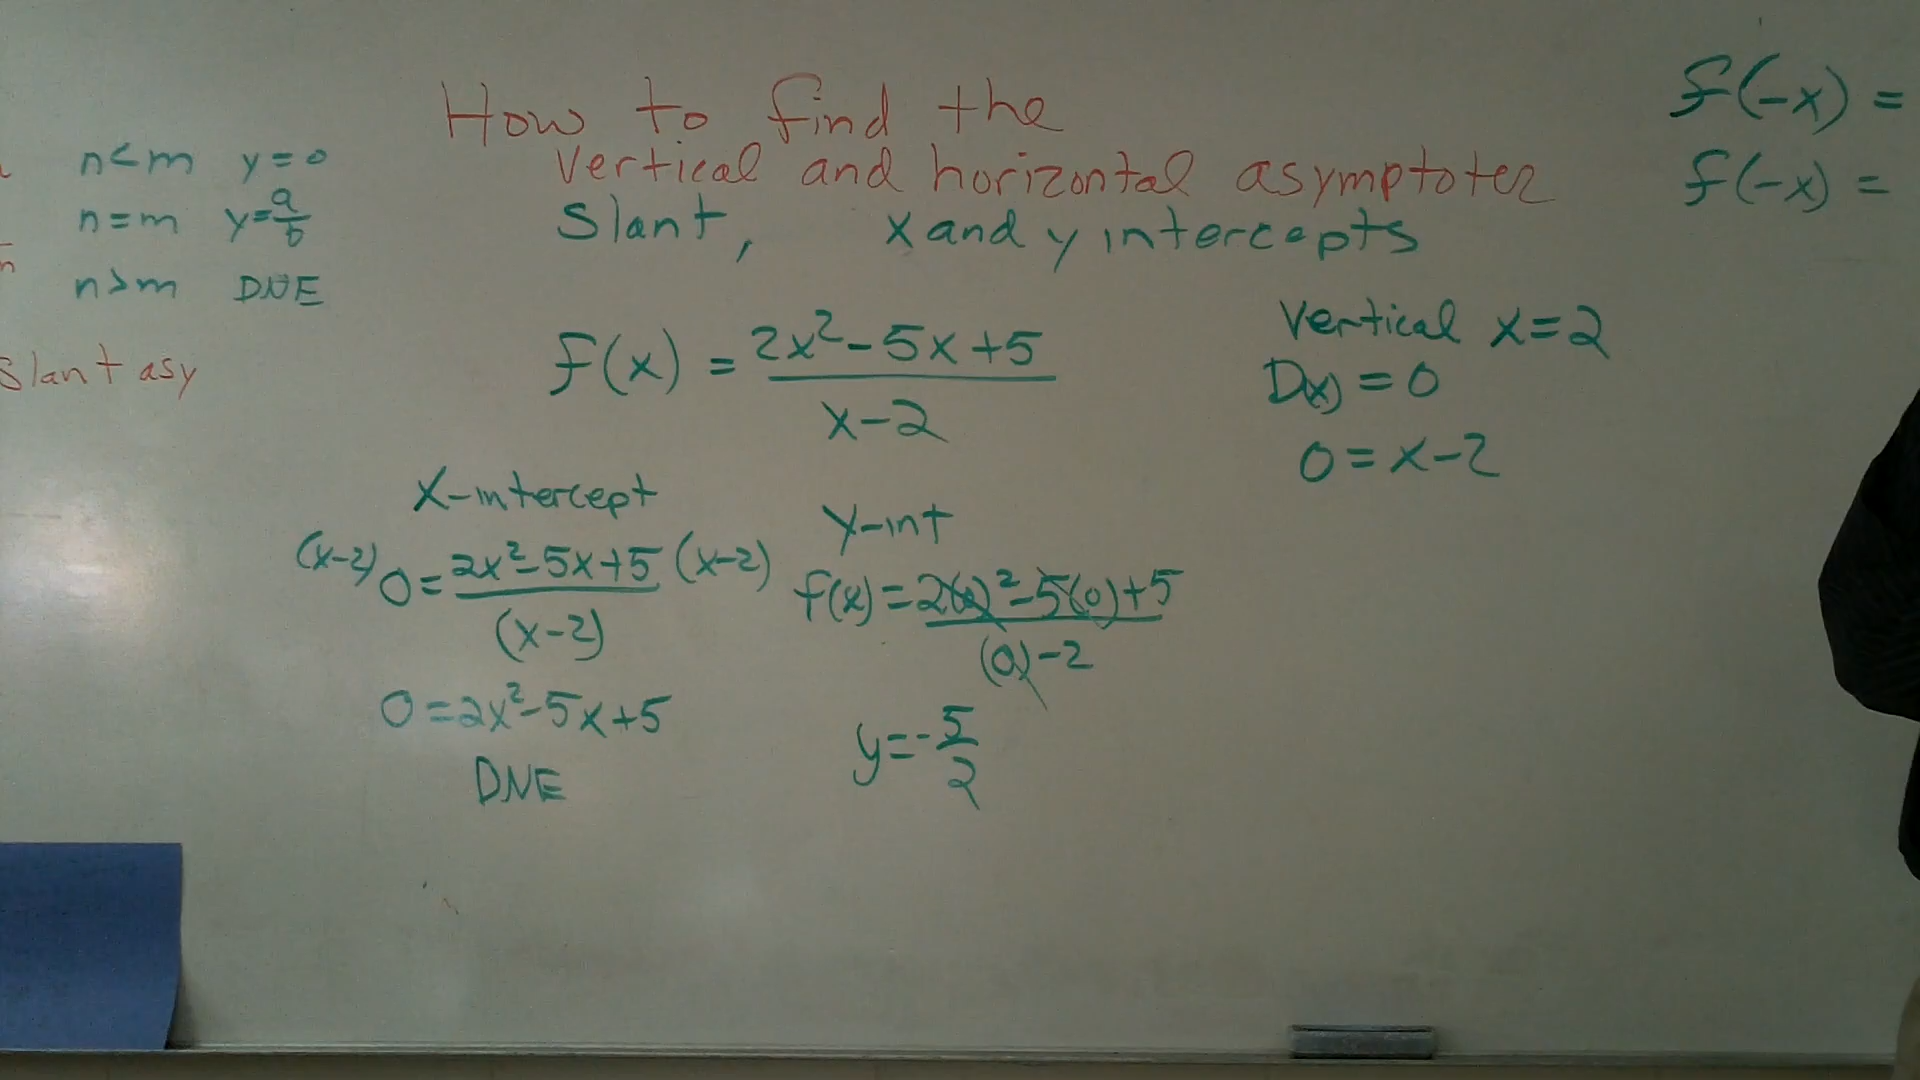 How to find the
vertical and horizontal asymptotes
Slant, x and y intercepts
n<m y=0
n=m y=a/b
n>m DNE
Slant asy
f(x) = (2x²-5x+5)/(x-2)
X-intercept
(x-2) 0 = (2x²-5x+5)/(x-2) (x-2)
0=2x²-5x+5
DNE
Y-int
f(x) = (2(0)²-5(0)+5)/((0)-2)
y=-5/2
Vertical x=2
D(x) = 0
0=x-2
f(-x) =
f(-x) =